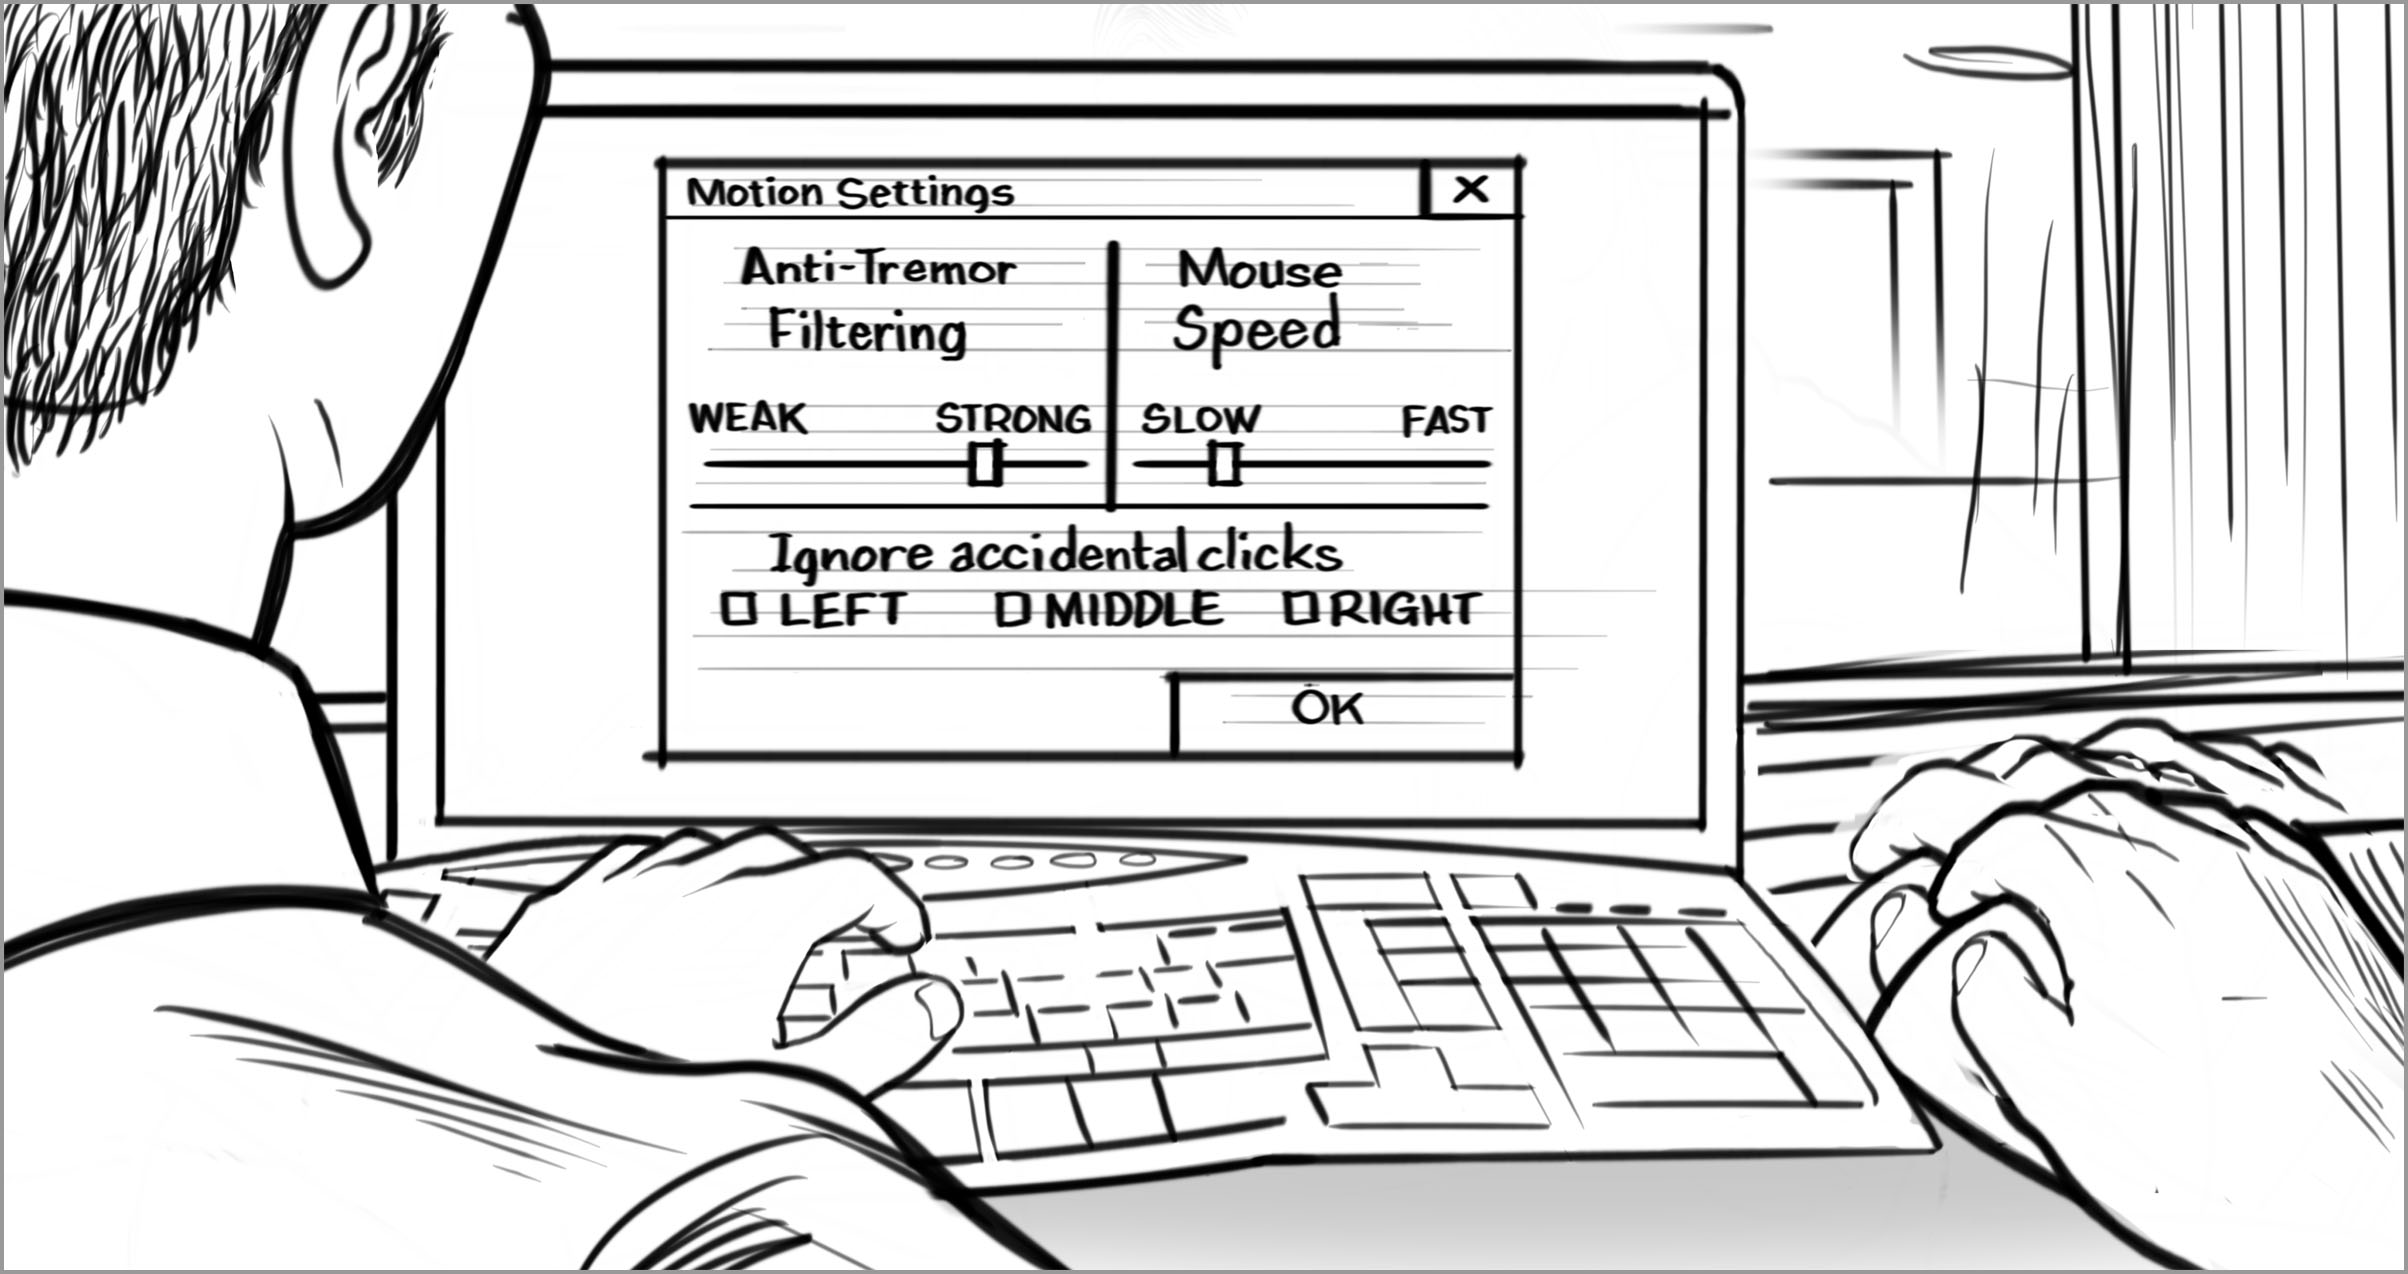 Motion Settings X
Anti-Tremor
Filtering
WEAK STRONG
Mouse
Speed
SLOW FAST
Ignore accidental clicks
LEFT MIDDLE RIGHT
OK